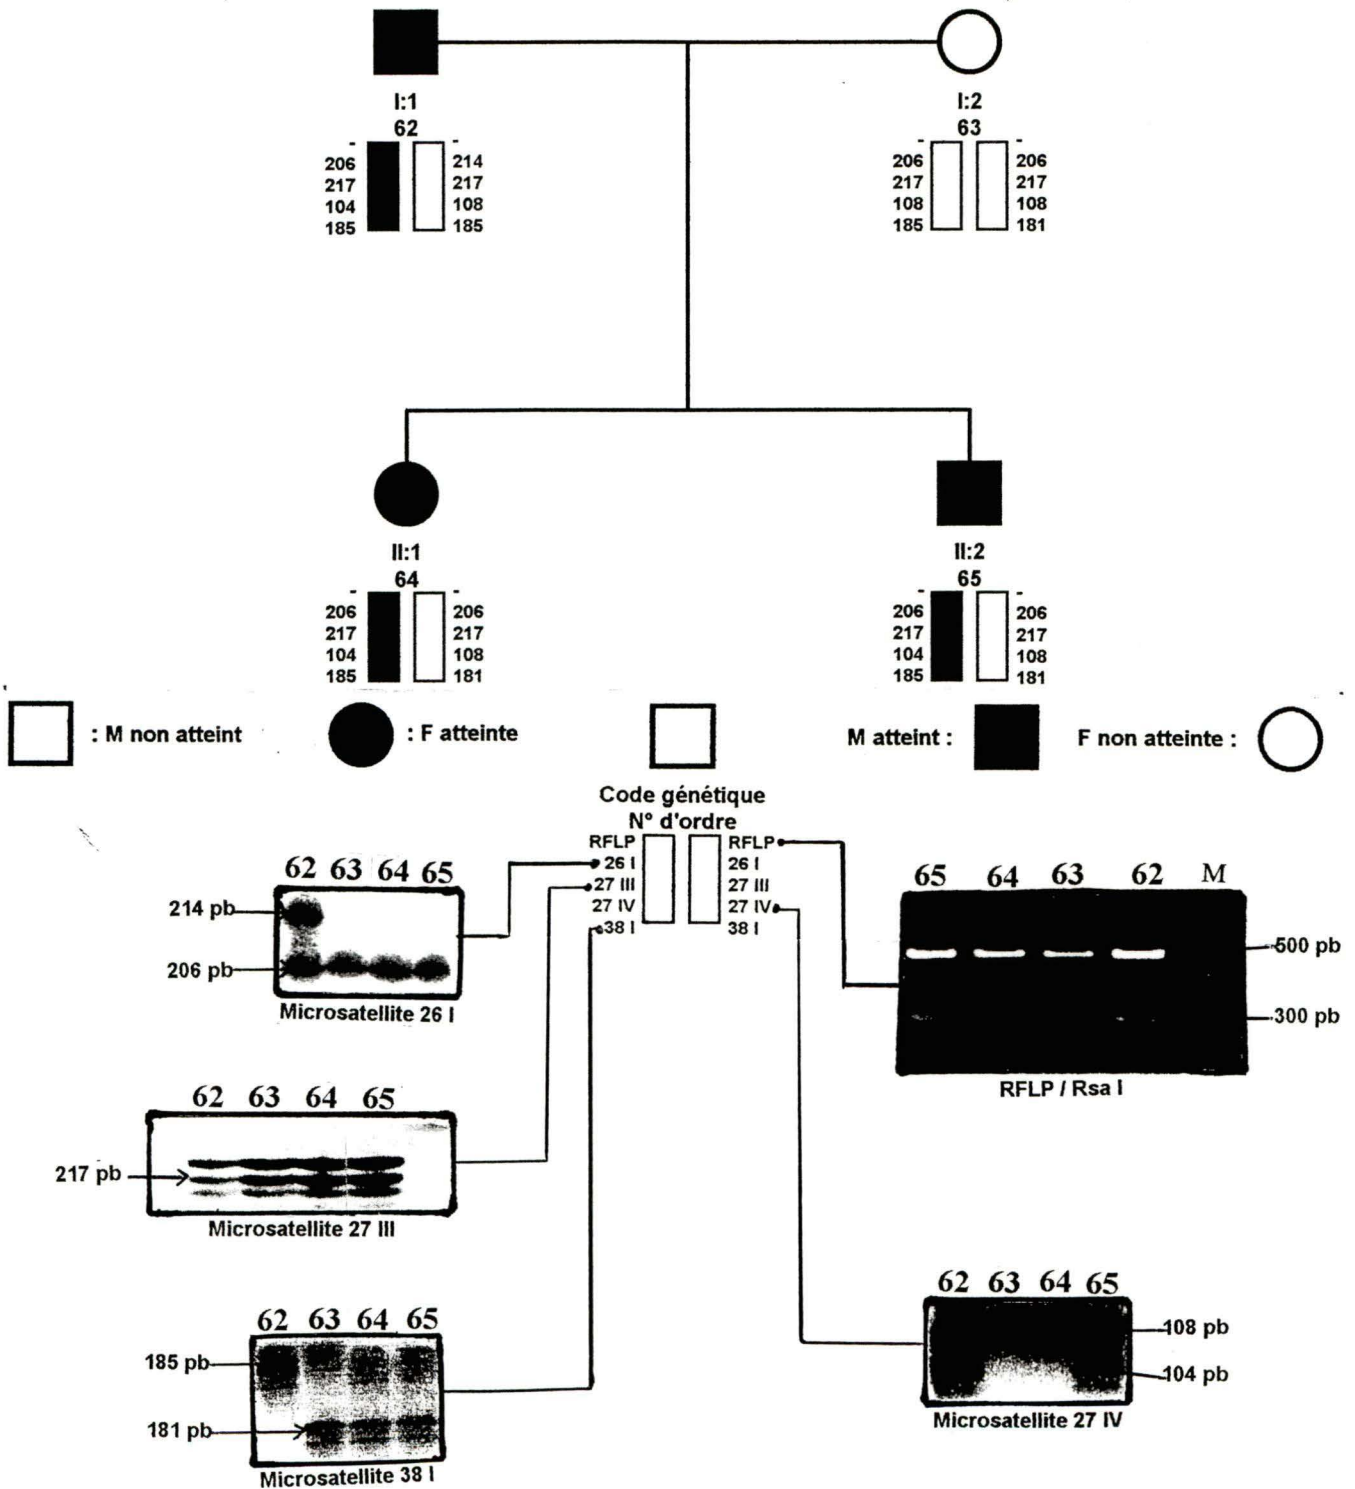 I:1
62
- -
206 214
217 217
104 108
185 185
I:2
63
- -
206 206
217 217
108 108
185 181
II:1
64
- -
206 206
217 217
104 108
185 181
II:2
65
- -
206 206
217 217
104 108
185 181
: M non atteint
: F atteinte
M atteint :
F non atteinte :
Code génétique
N° d'ordre
RFLP RFLP
26 I 26 I
27 III 27 III
27 IV 27 IV
38 I 38 I
62 63 64 65
214 pb
206 pb
Microsatellite 26 I
65 64 63 62 M
500 pb
300 pb
RFLP / Rsa I
62 63 64 65
217 pb
Microsatellite 27 III
62 63 64 65
108 pb
104 pb
Microsatellite 27 IV
62 63 64 65
185 pb
181 pb
Microsatellite 38 I